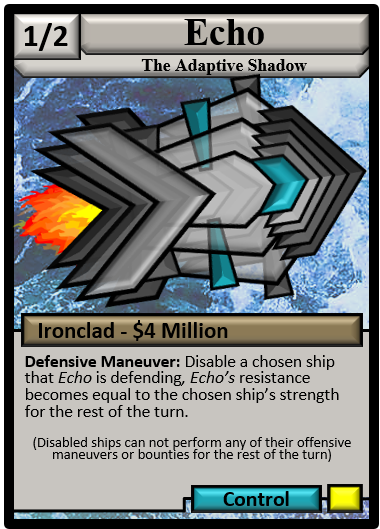 1/2
Echo
The Adaptive Shadow
Ironclad - $4 Million
Defensive Maneuver: Disable a chosen ship
that Echo is defending, Echo's resistance
becomes equal to the chosen ship's strength
for the rest of the turn.
(Disabled ships can not perform any of their offensive
maneuvers or bounties for the rest of the turn)
Control